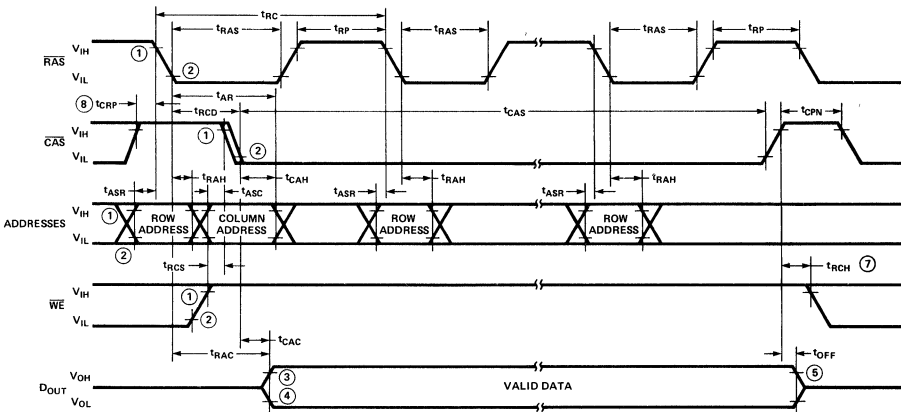 tRC
tRAS tRP tRAS tRAS tRP
RAS VIH ①
VIL ②
tAR
⑧ tCRP tRCD tCAS tCPN
CAS VIH ①
VIL ②
tRAH tCAH tRAH tRAH
tASR tASC tASR tASR
ADDRESSES VIH ① ROW ADDRESS COLUMN ADDRESS ROW ADDRESS ROW ADDRESS
VIL ②
tRCS tRCH ⑦
WE VIH ①
VIL ②
tCAC
tRAC tOFF
DOUT VOH ③ VALID DATA ⑤
VOL ④